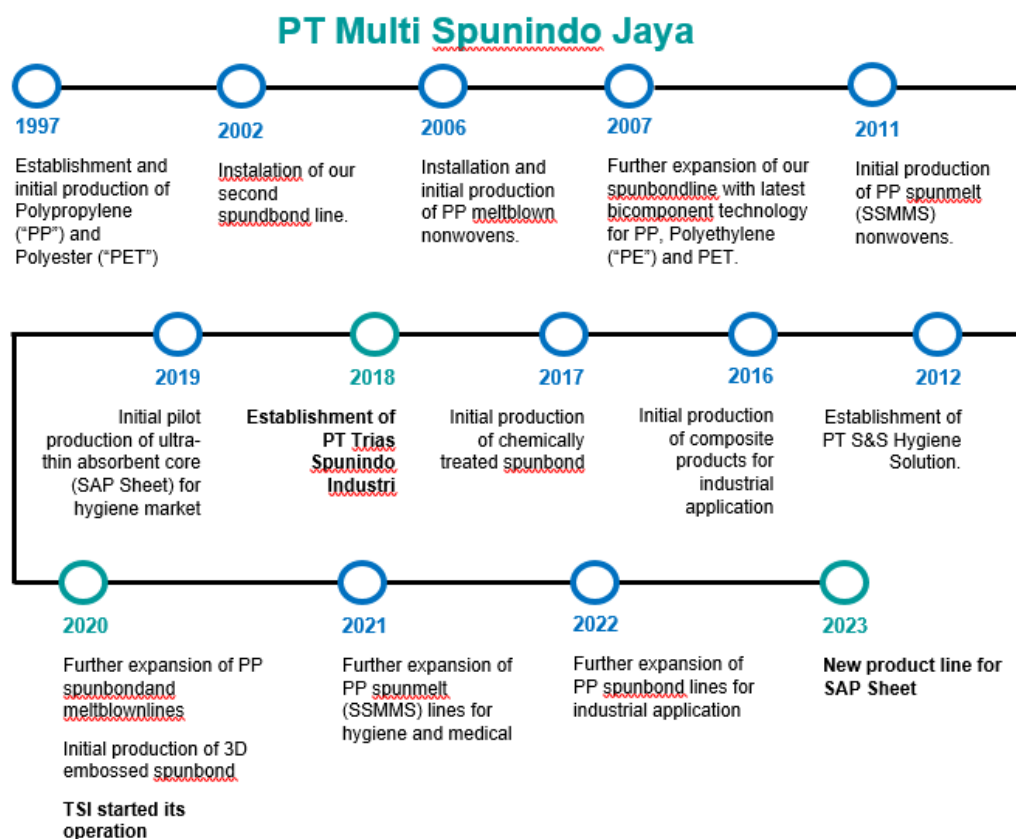 PT Multi Spunindo Jaya
1997
Establishment and
initial production of
Polypropylene
(“PP”) and
Polyester (“PET”)
2002
Instalation of our
second
spundbond line.
2006
Installation and
initial production
of PP meltblown
nonwovens.
2007
Further expansion of our
spunbondline with latest
bicomponent technology
for PP, Polyethylene
(“PE”) and PET.
2011
Initial production
of PP spunmelt
(SSMMS)
nonwovens.
2019
Initial pilot
production of ultra-
thin absorbent core
(SAP Sheet) for
hygiene market
2018
Establishment of
PT Trias
Spunindo
Industri
2017
Initial production
of chemically
treated spunbond
2016
Initial production
of composite
products for
industrial
application
2012
Establishment of
PT S&S Hygiene
Solution.
2020
Further expansion of PP
spunbondand
meltblownlines
Initial production of 3D
embossed spunbond
TSI started its
operation
2021
Further expansion of
PP spunmelt
(SSMMS) lines for
hygiene and medical
2022
Further expansion of
PP spunbond lines for
industrial application
2023
New product line for
SAP Sheet